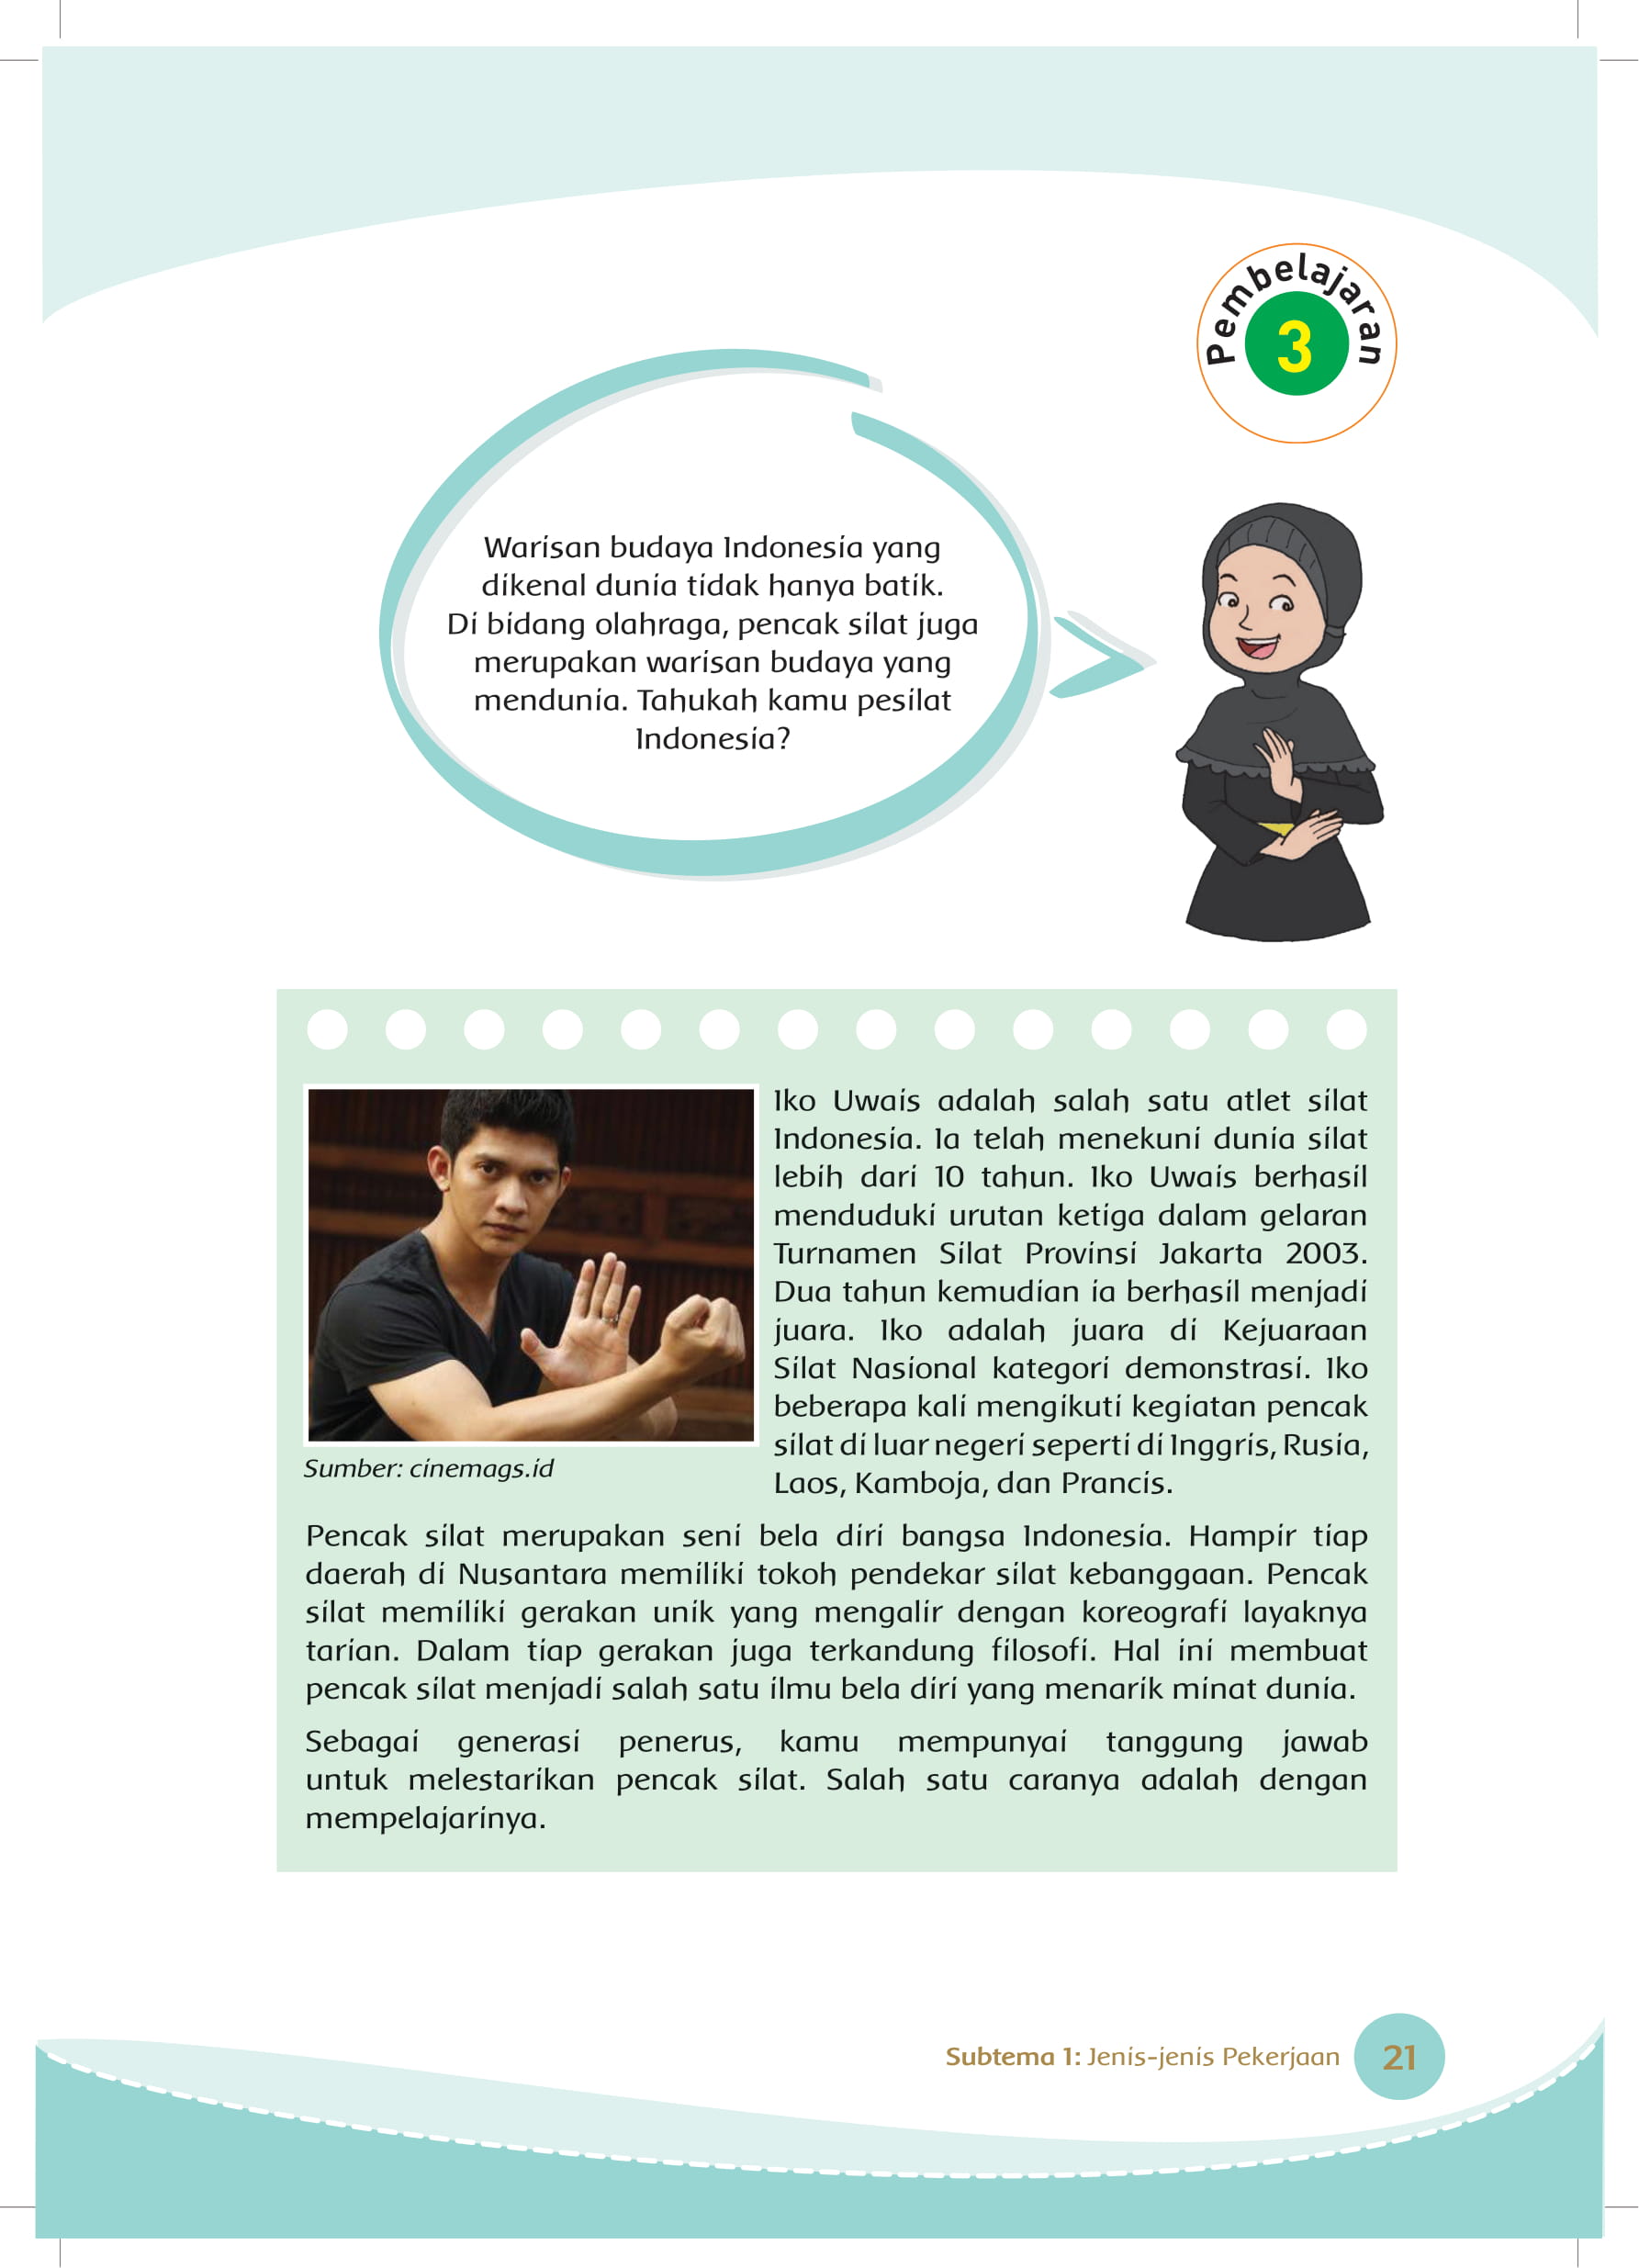 Pembelajaran
3
Warisan budaya Indonesia yang
dikenal dunia tidak hanya batik.
Di bidang olahraga, pencak silat juga
merupakan warisan budaya yang
mendunia. Tahukah kamu pesilat
Indonesia?
Iko Uwais adalah salah satu atlet silat
Indonesia. Ia telah menekuni dunia silat
lebih dari 10 tahun. Iko Uwais berhasil
menduduki urutan ketiga dalam gelaran
Turnamen Silat Provinsi Jakarta 2003.
Dua tahun kemudian ia berhasil menjadi
juara. Iko adalah juara di Kejuaraan
Silat Nasional kategori demonstrasi. Iko
beberapa kali mengikuti kegiatan pencak
silat di luar negeri seperti di Inggris, Rusia,
Laos, Kamboja, dan Prancis.
Sumber: cinemags.id
Pencak silat merupakan seni bela diri bangsa Indonesia. Hampir tiap
daerah di Nusantara memiliki tokoh pendekar silat kebanggaan. Pencak
silat memiliki gerakan unik yang mengalir dengan koreografi layaknya
tarian. Dalam tiap gerakan juga terkandung filosofi. Hal ini membuat
pencak silat menjadi salah satu ilmu bela diri yang menarik minat dunia.
Sebagai generasi penerus, kamu mempunyai tanggung jawab
untuk melestarikan pencak silat. Salah satu caranya adalah dengan
mempelajarinya.
Subtema 1: Jenis-jenis Pekerjaan
21